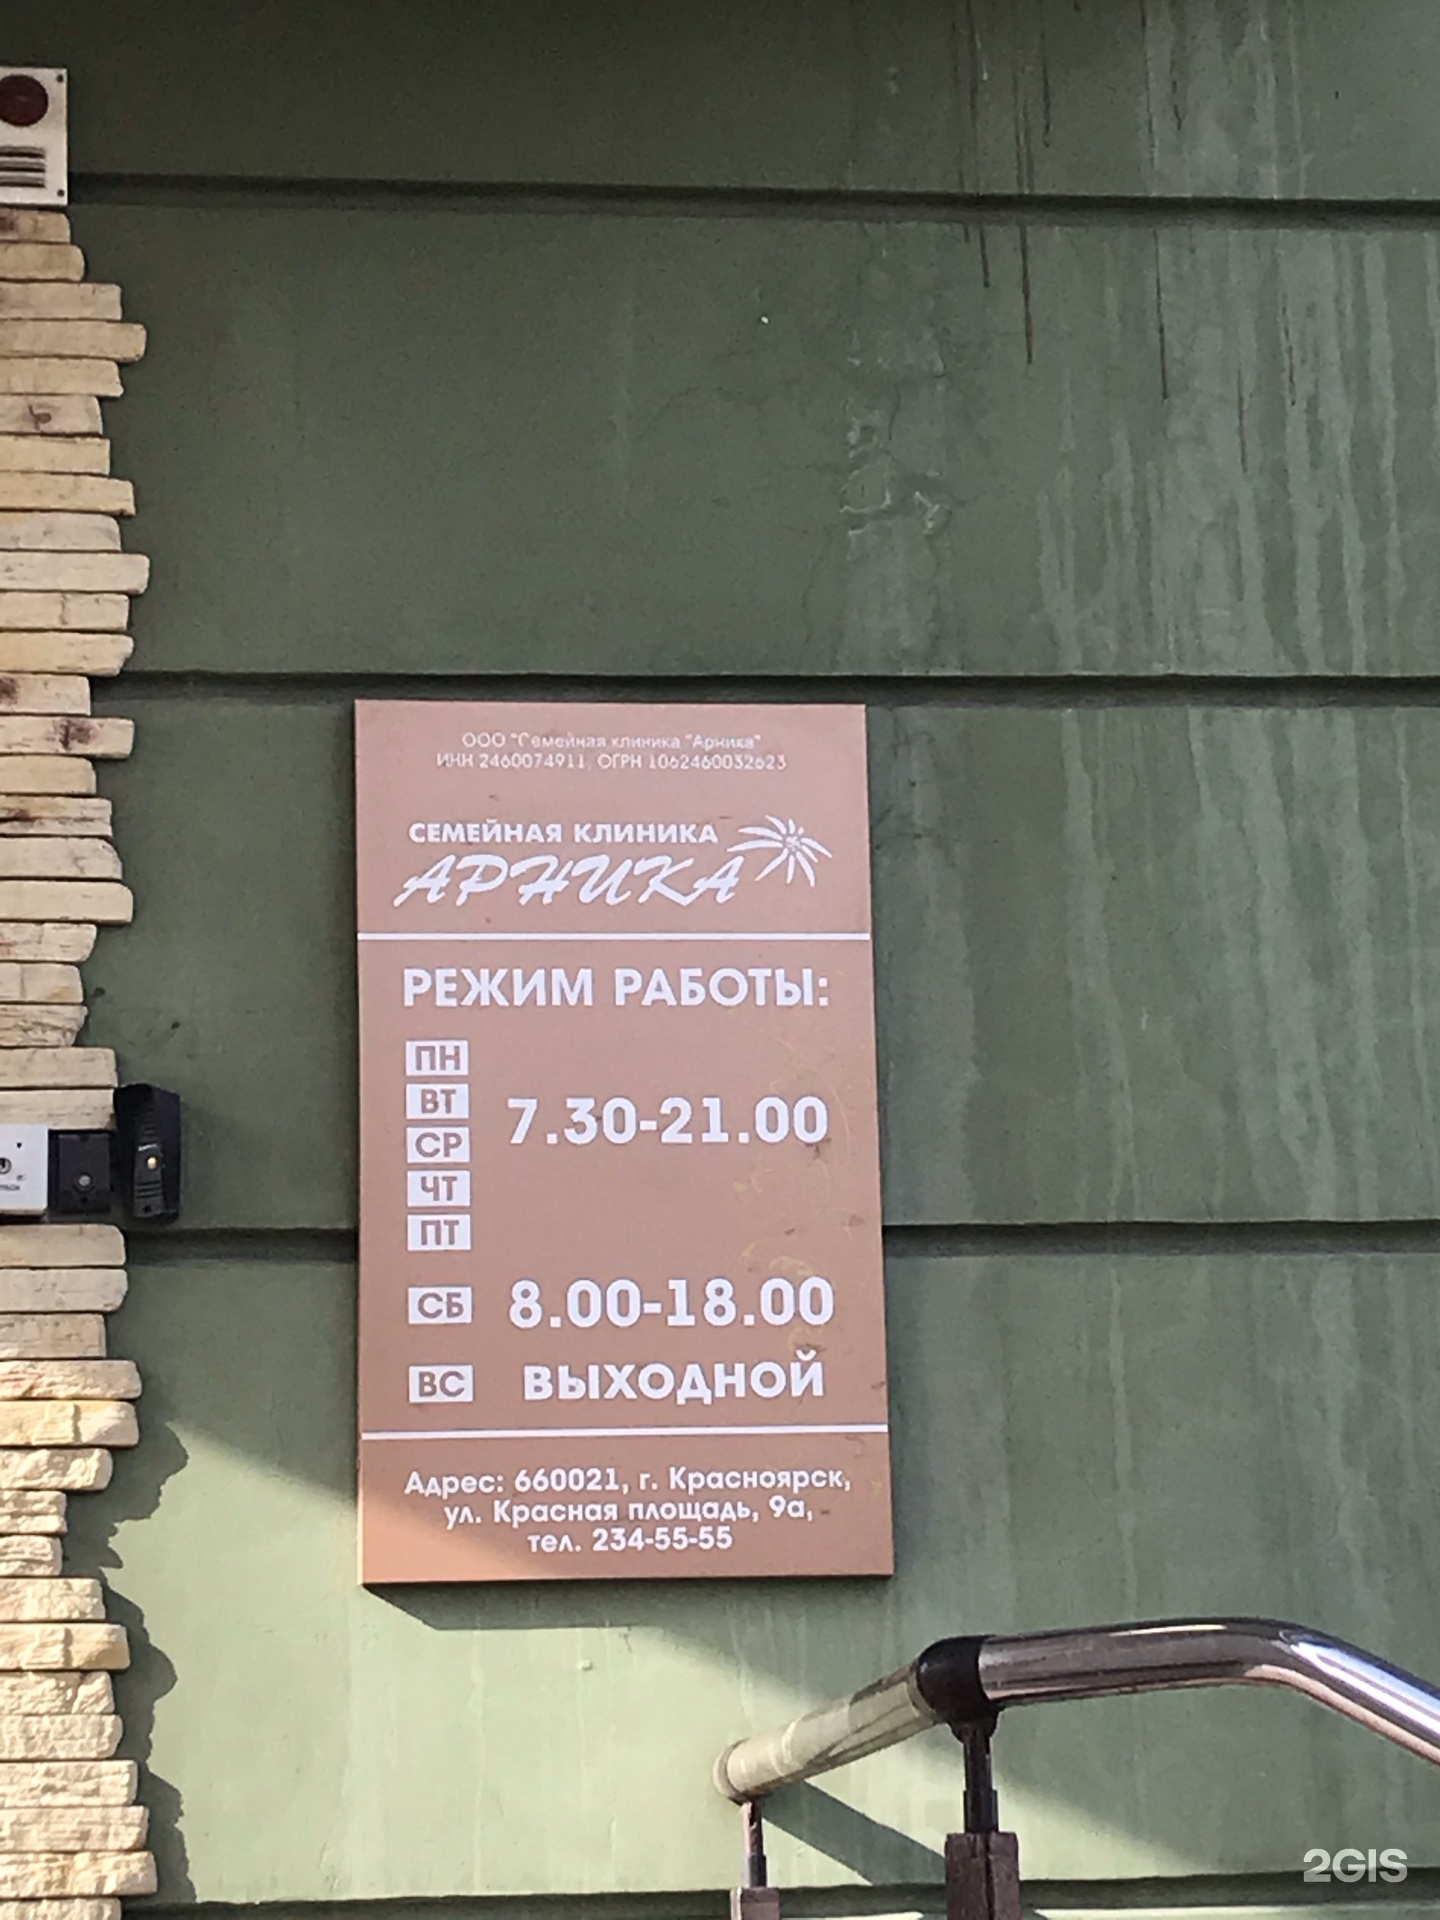 ООО "Семейная клиника "Арника"
ИНН 2460074911, ОГРН 1062460032623
СЕМЕЙНАЯ КЛИНИКА
АРНИКА
РЕЖИМ РАБОТЫ:
ПН
ВТ
СР
ЧТ
ПТ
7.30-21.00
СБ 8.00-18.00
ВС ВЫХОДНОЙ
Адрес: 660021, г. Красноярск,
ул. Красная площадь, 9а,
тел. 234-55-55
2GIS